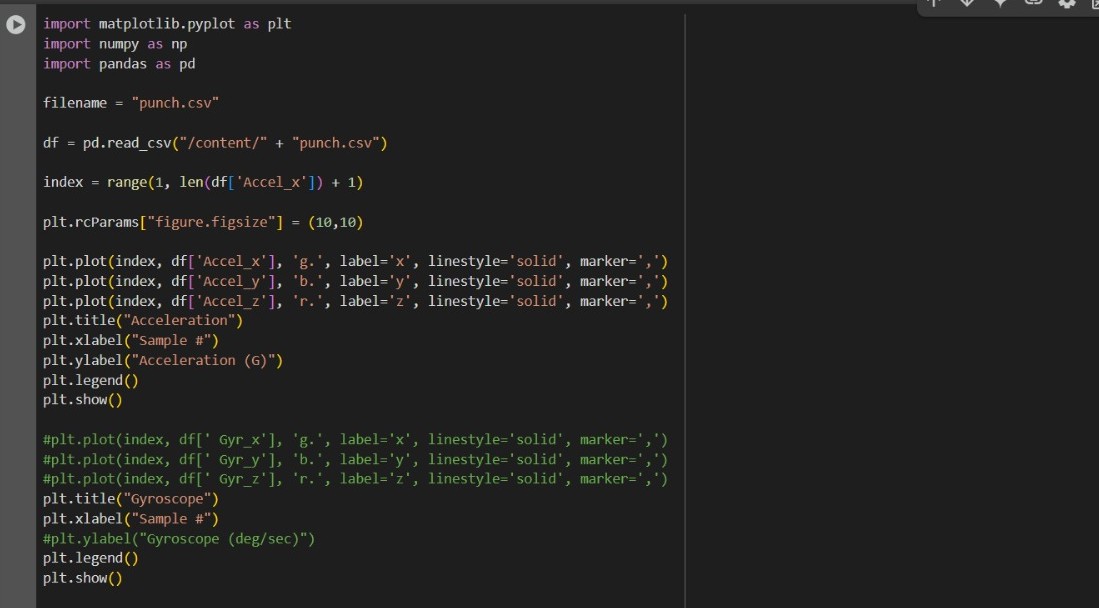 import matplotlib.pyplot as plt
import numpy as np
import pandas as pd
filename = "punch.csv"
df = pd.read_csv("/content/" + "punch.csv")
index = range(1, len(df['Accel_x']) + 1)
plt.rcParams["figure.figsize"] = (10,10)
plt.plot(index, df['Accel_x'], 'g.', label='x', linestyle='solid', marker=',')
plt.plot(index, df['Accel_y'], 'b.', label='y', linestyle='solid', marker=',')
plt.plot(index, df['Accel_z'], 'r.', label='z', linestyle='solid', marker=',')
plt.title("Acceleration")
plt.xlabel("Sample #")
plt.ylabel("Acceleration (G)")
plt.legend()
plt.show()
#plt.plot(index, df[' Gyr_x'], 'g.', label='x', linestyle='solid', marker=',')
#plt.plot(index, df[' Gyr_y'], 'b.', label='y', linestyle='solid', marker=',')
#plt.plot(index, df[' Gyr_z'], 'r.', label='z', linestyle='solid', marker=',')
plt.title("Gyroscope")
plt.xlabel("Sample #")
#plt.ylabel("Gyroscope (deg/sec)")
plt.legend()
plt.show()